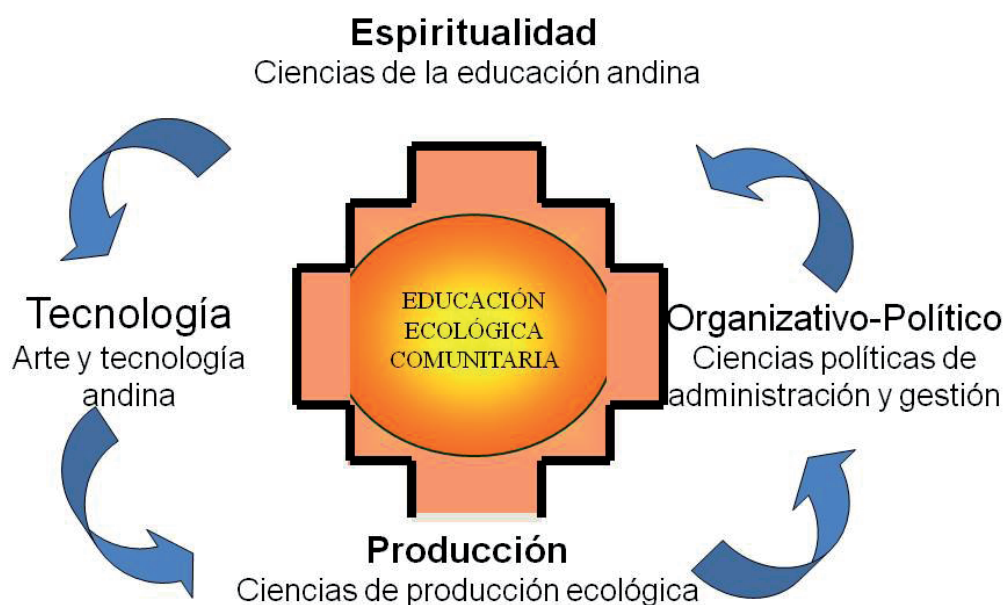 Espiritualidad
Ciencias de la educación andina
Tecnología
Arte y tecnología
andina
EDUCACIÓN
ECOLÓGICA
COMUNITARIA
Organizativo-Político
Ciencias políticas de
administración y gestión
Producción
Ciencias de producción ecológica